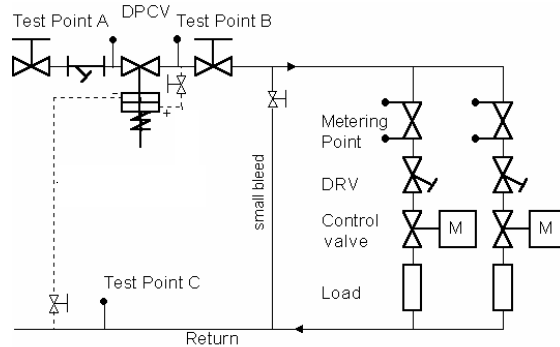 DPCV
Test Point A
Test Point B
-
+
Metering
Point
DRV
small bleed
Control
valve
M
M
Test Point C
Load
Return